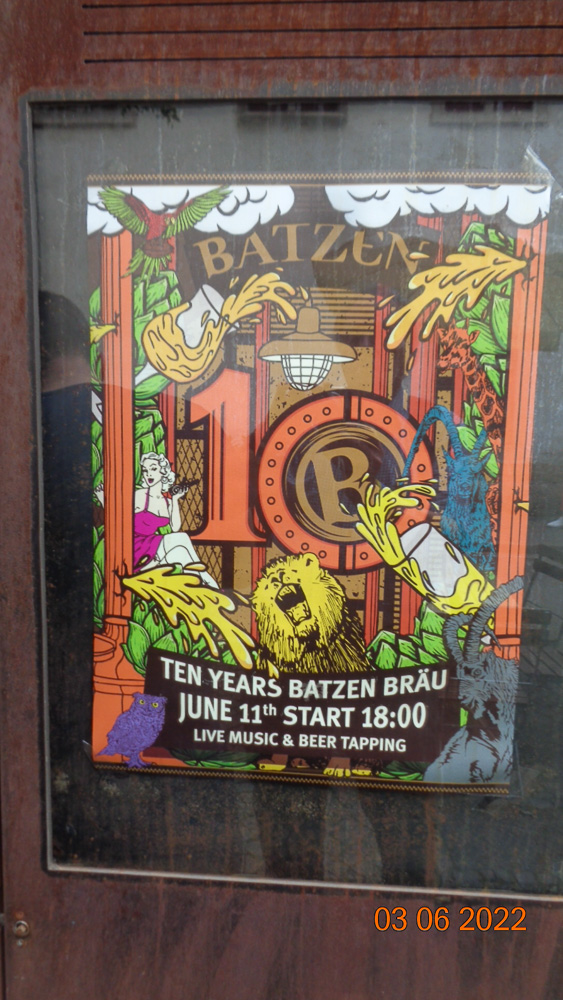 BATZEN
10
B
TEN YEARS BATZEN BRÄU
JUNE 11th START 18:00
LIVE MUSIC & BEER TAPPING
03 06 2022